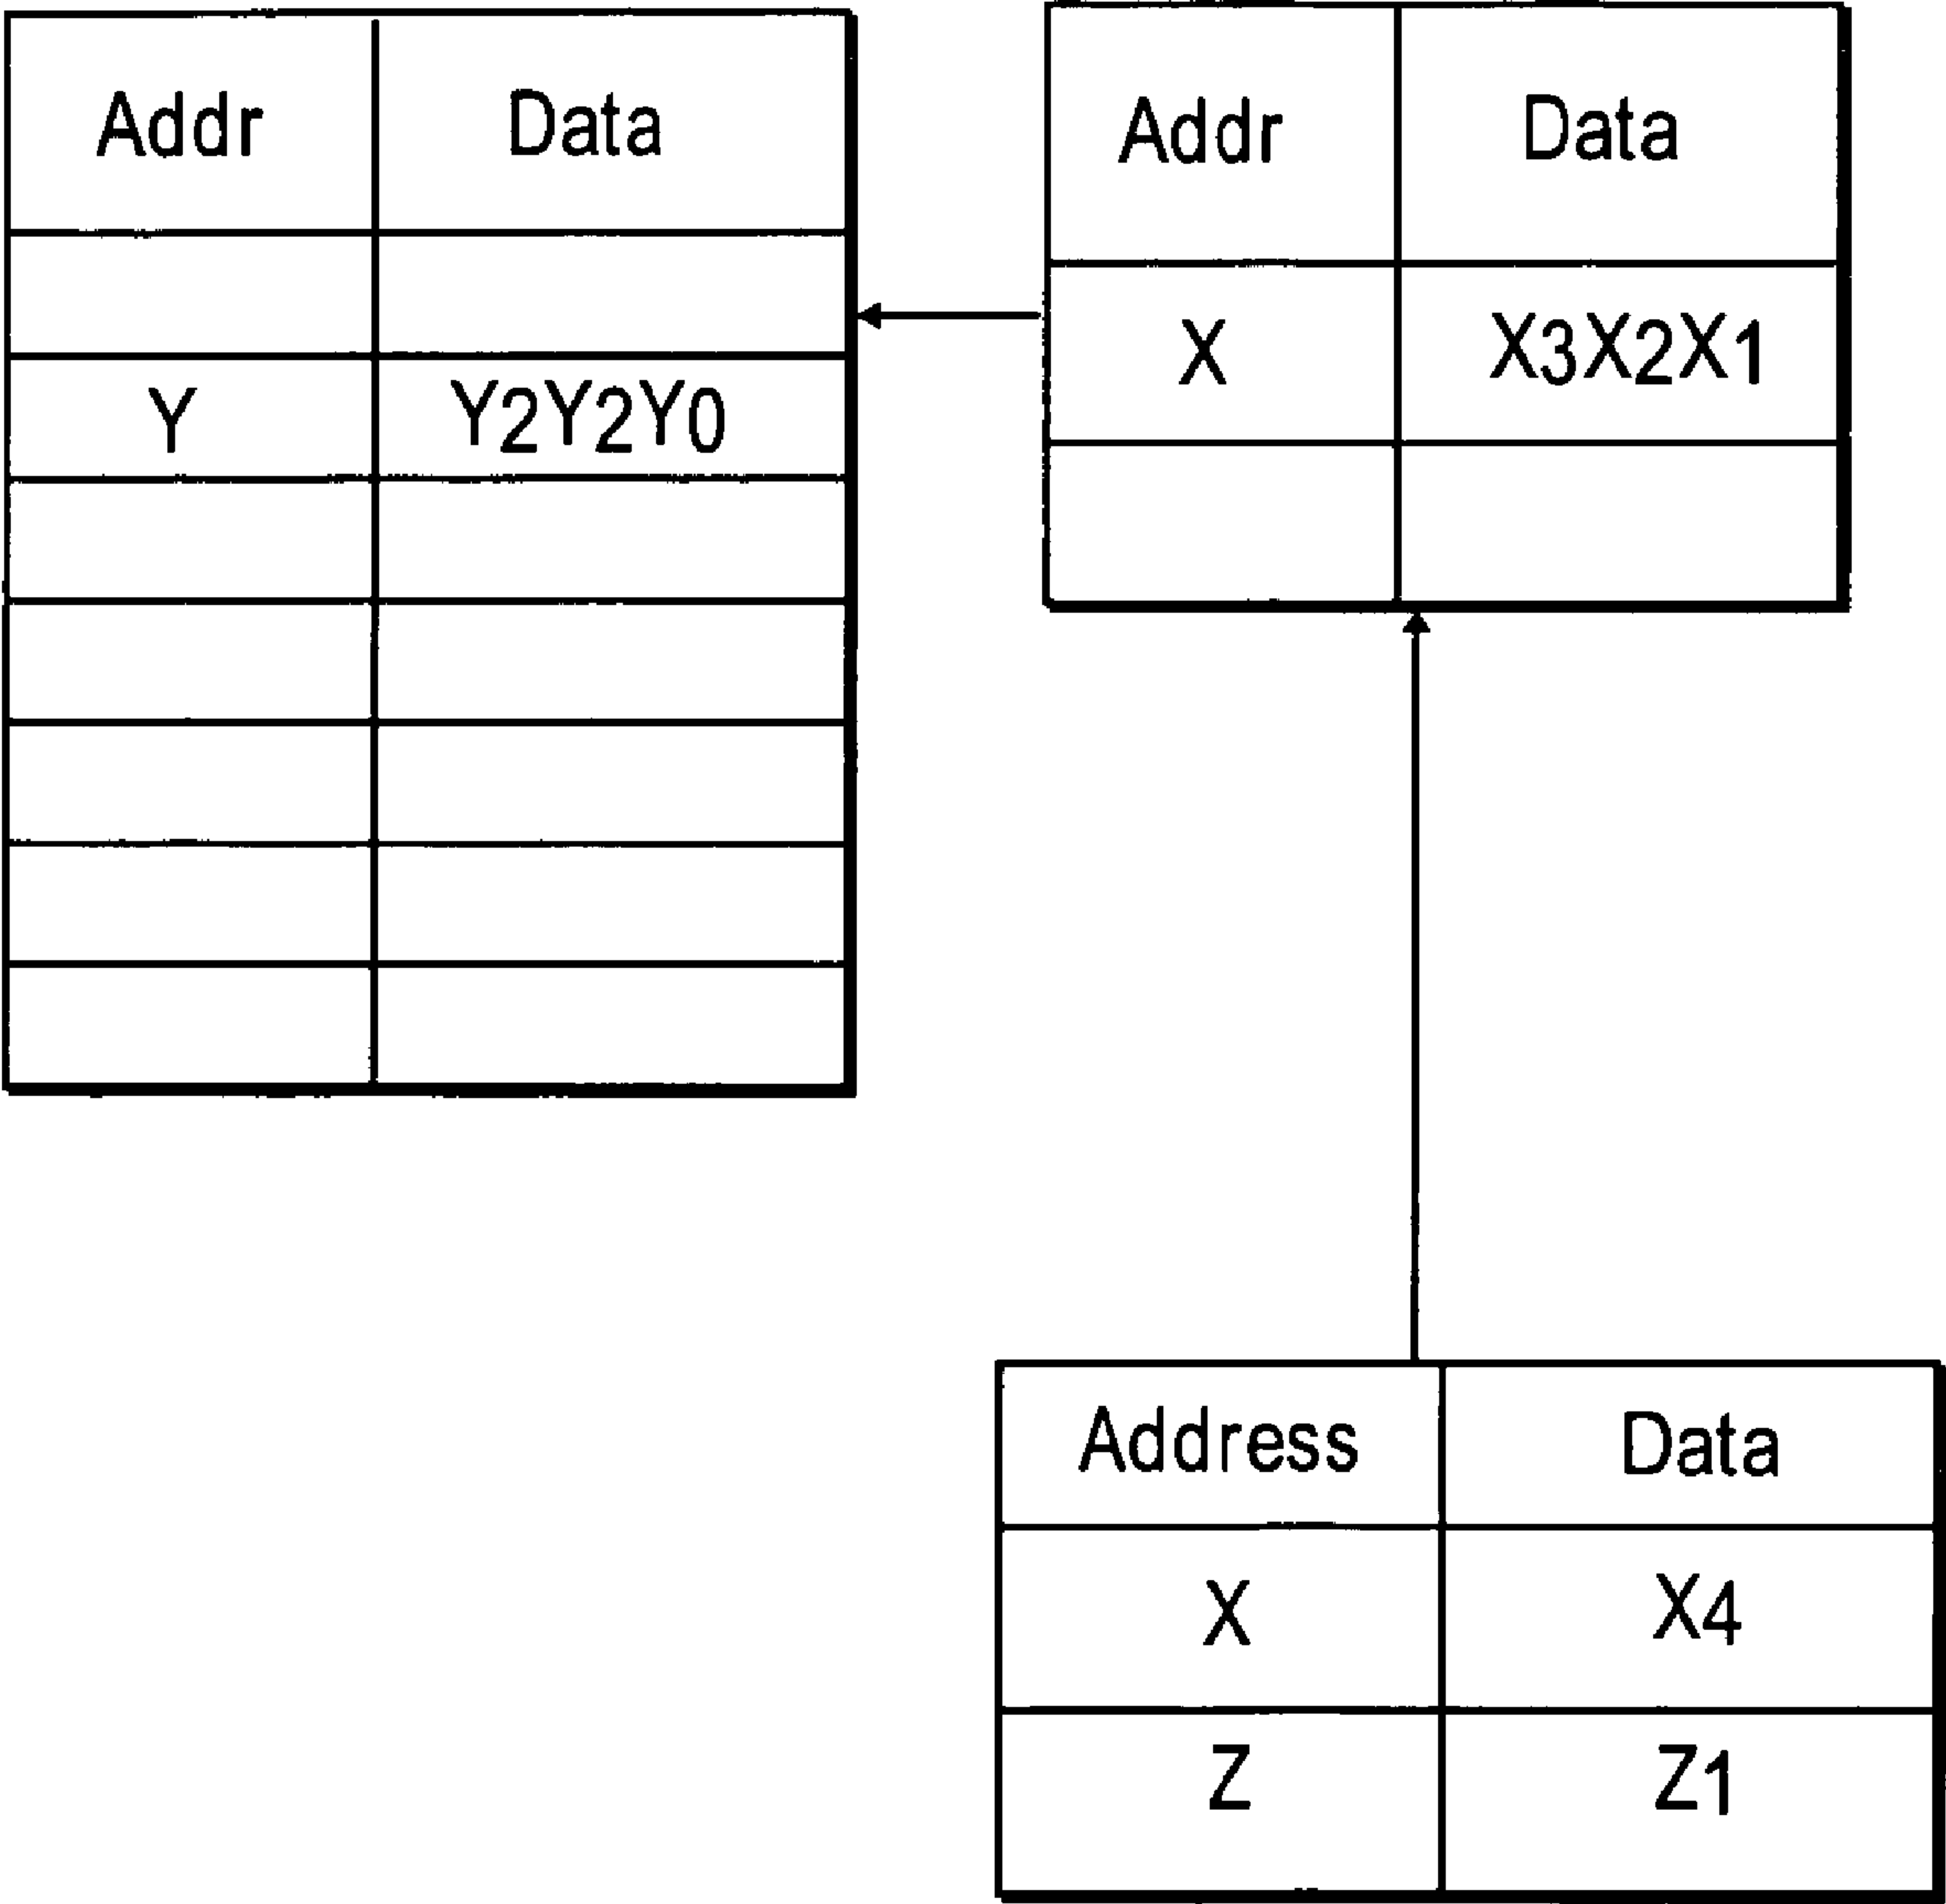 Addr Data
Y Y2Y2Y0
Addr Data
X X3X2X1
Address Data
X X4
Z Z1